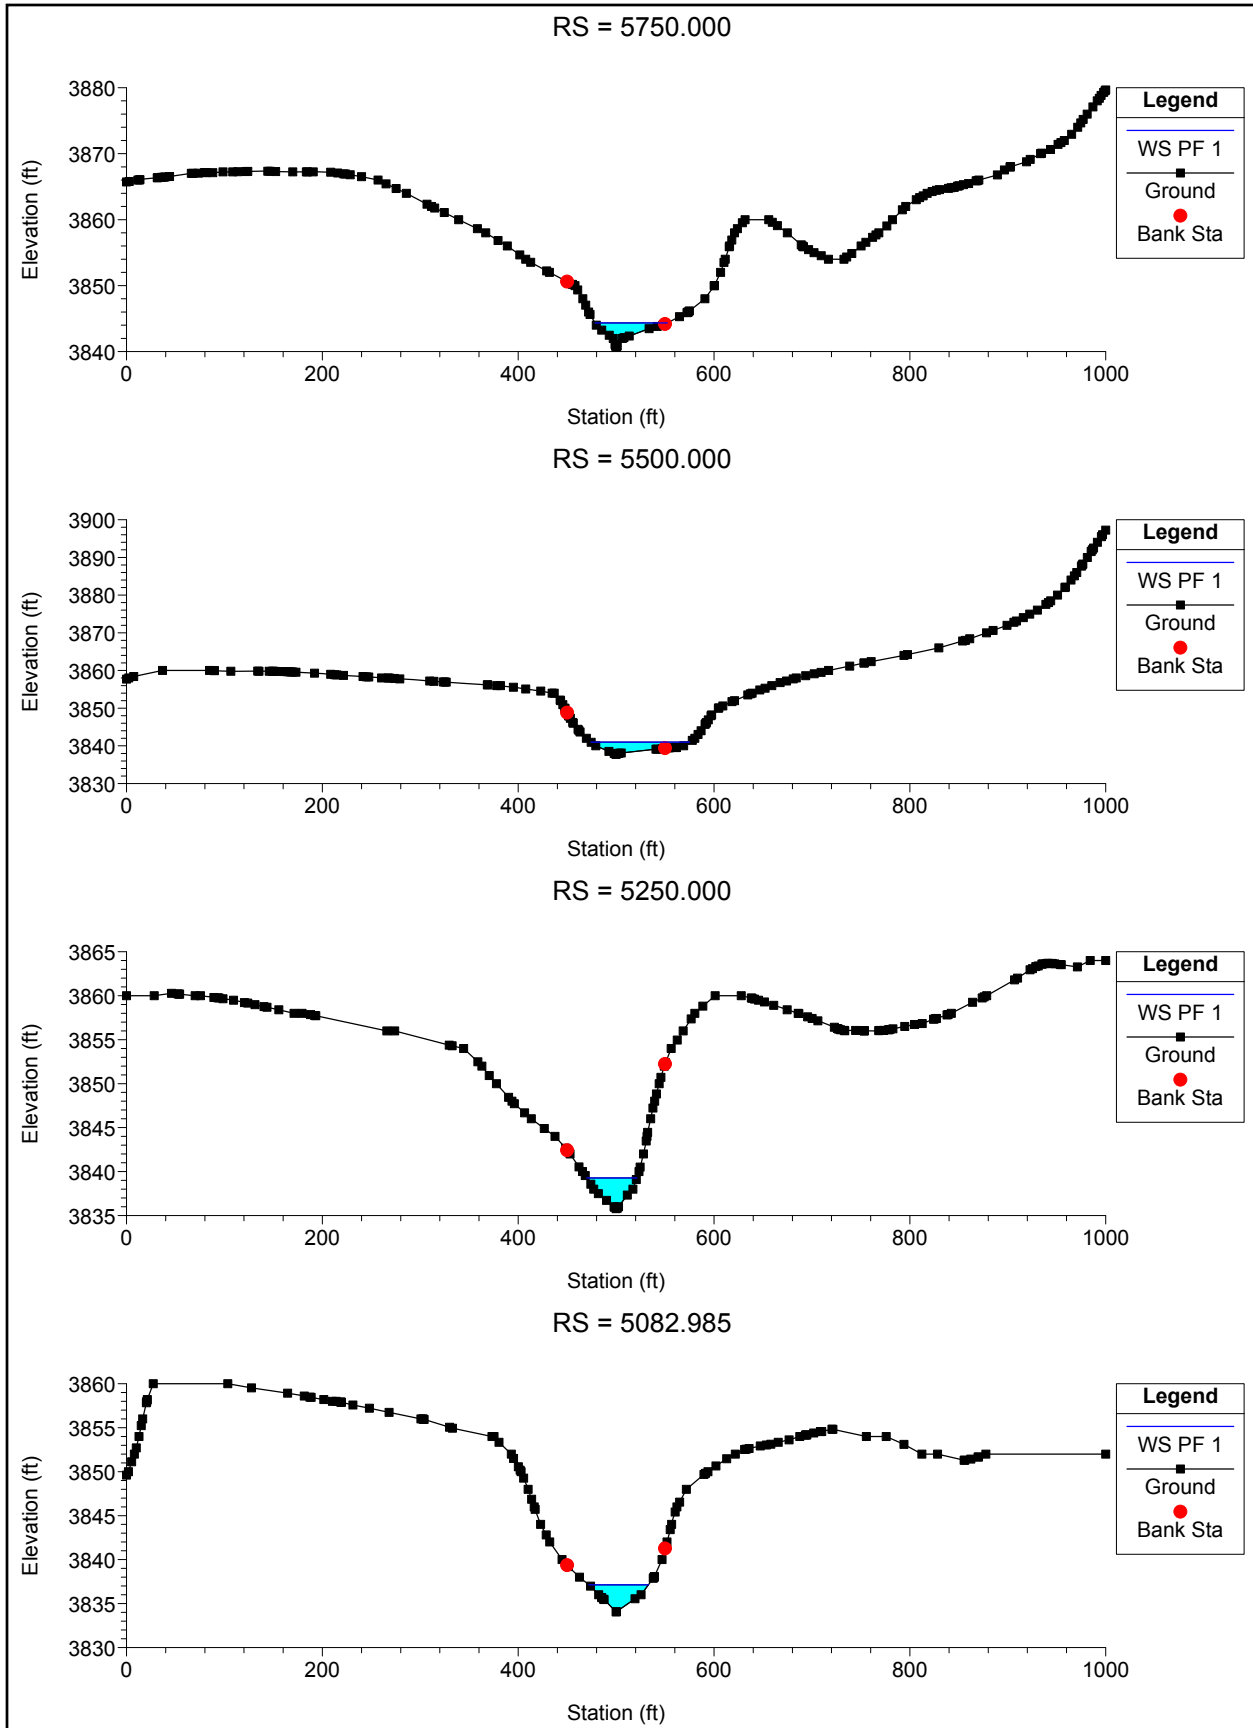 RS = 5750.000
Elevation (ft)
3880
3870
3860
3850
3840
0 200 400 600 800 1000
Station (ft)
Legend
WS PF 1
Ground
Bank Sta
RS = 5500.000
Elevation (ft)
3900
3890
3880
3870
3860
3850
3840
3830
0 200 400 600 800 1000
Station (ft)
Legend
WS PF 1
Ground
Bank Sta
RS = 5250.000
Elevation (ft)
3865
3860
3855
3850
3845
3840
3835
0 200 400 600 800 1000
Station (ft)
Legend
WS PF 1
Ground
Bank Sta
RS = 5082.985
Elevation (ft)
3860
3855
3850
3845
3840
3835
3830
0 200 400 600 800 1000
Station (ft)
Legend
WS PF 1
Ground
Bank Sta